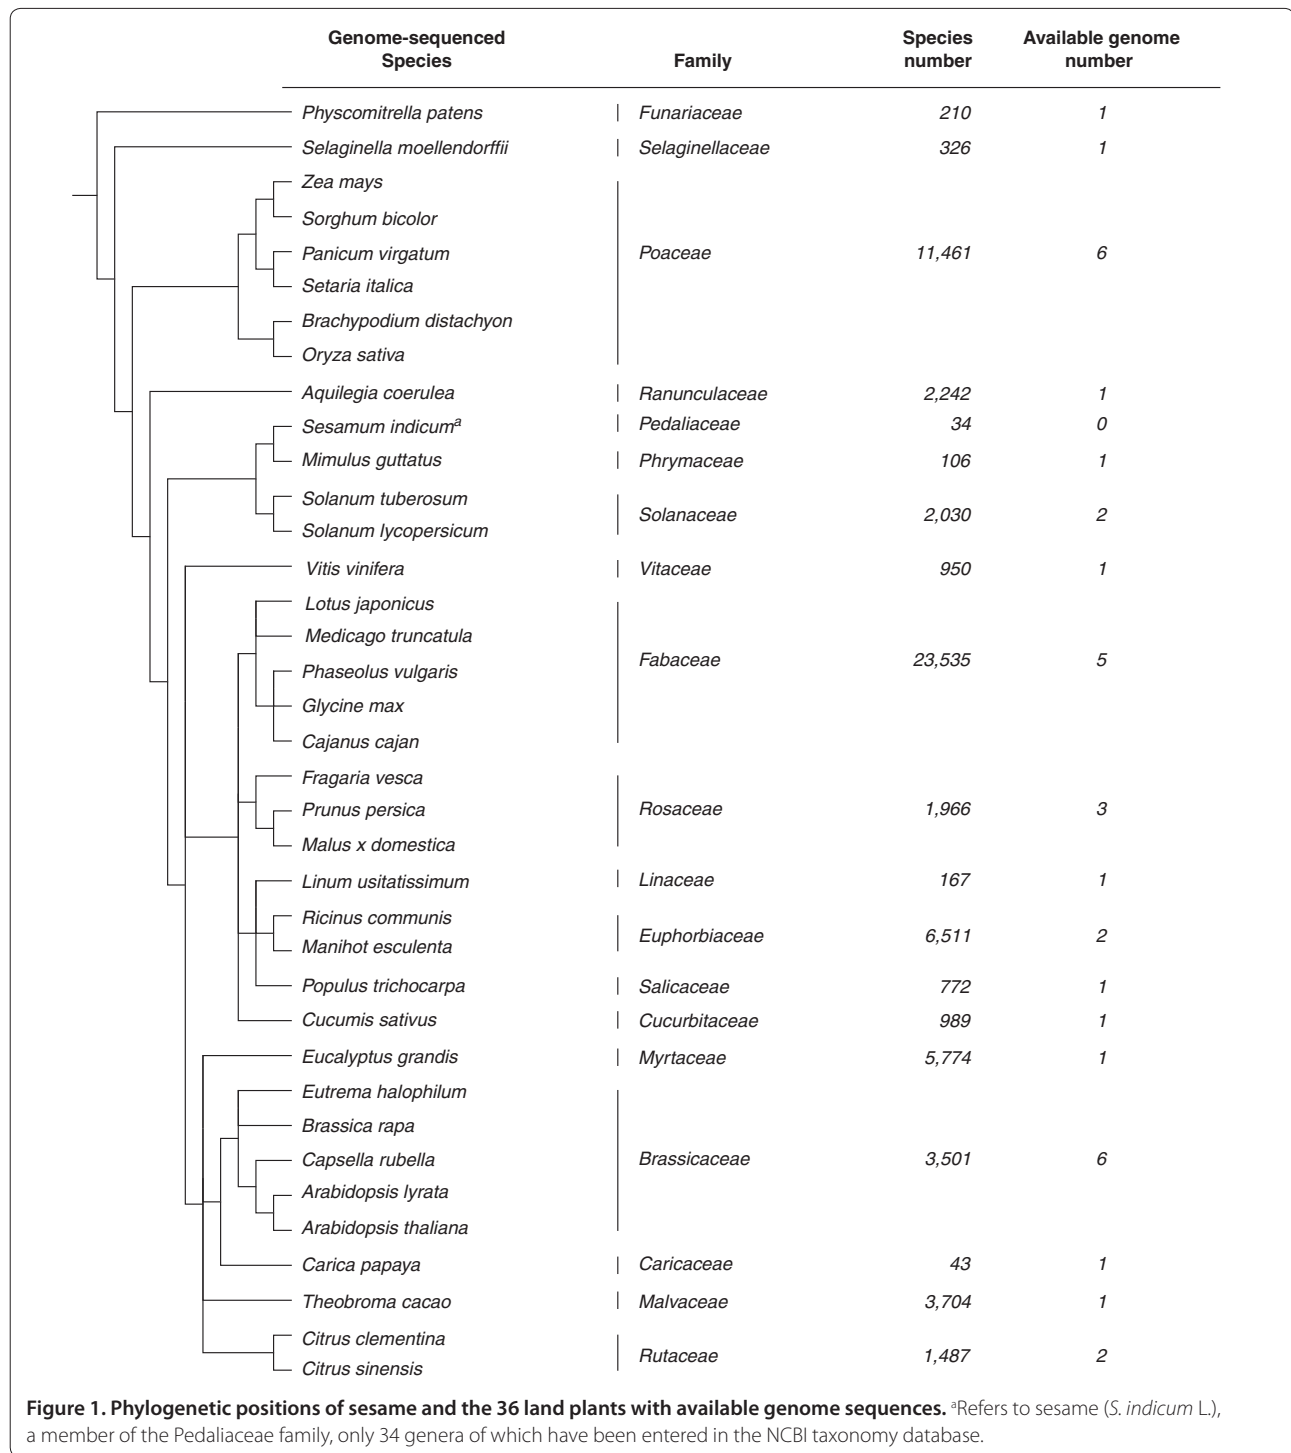 Genome-sequenced Species Family Species number Available genome number
Physcomitrella patens Funariaceae 210 1
Selaginella moellendorffii Selaginellaceae 326 1
Zea mays
Sorghum bicolor
Panicum virgatum Poaceae 11,461 6
Setaria italica
Brachypodium distachyon
Oryza sativa
Aquilegia coerulea Ranunculaceae 2,242 1
Sesamum indicumᵃ Pedaliaceae 34 0
Mimulus guttatus Phrymaceae 106 1
Solanum tuberosum
Solanaceae 2,030 2
Solanum lycopersicum
Vitis vinifera Vitaceae 950 1
Lotus japonicus
Medicago truncatula
Fabaceae 23,535 5
Phaseolus vulgaris
Glycine max
Cajanus cajan
Fragaria vesca
Prunus persica Rosaceae 1,966 3
Malus x domestica
Linum usitatissimum Linaceae 167 1
Ricinus communis
Euphorbiaceae 6,511 2
Manihot esculenta
Populus trichocarpa Salicaceae 772 1
Cucumis sativus Cucurbitaceae 989 1
Eucalyptus grandis Myrtaceae 5,774 1
Eutrema halophilum
Brassica rapa
Capsella rubella Brassicaceae 3,501 6
Arabidopsis lyrata
Arabidopsis thaliana
Carica papaya Caricaceae 43 1
Theobroma cacao Malvaceae 3,704 1
Citrus clementina
Rutaceae 1,487 2
Citrus sinensis
Figure 1. Phylogenetic positions of sesame and the 36 land plants with available genome sequences. ᵃRefers to sesame (S. indicum L.),
a member of the Pedaliaceae family, only 34 genera of which have been entered in the NCBI taxonomy database.